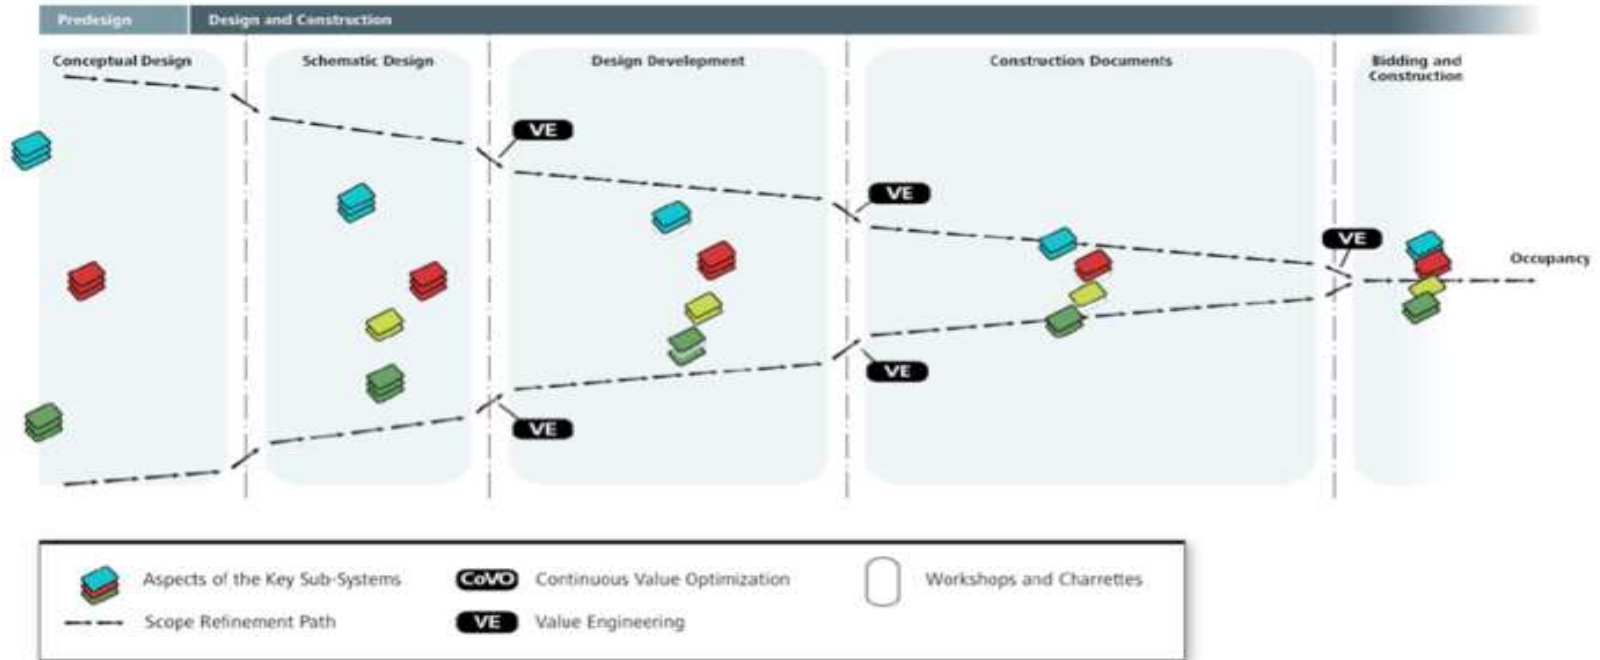 Predesign
Design and Construction
Conceptual Design
Schematic Design
Design Development
Construction Documents
Bidding and
Construction
VE
VE
VE
Occupancy
VE
VE
Aspects of the Key Sub-Systems
CoVO
Continuous Value Optimization
Workshops and Charrettes
Scope Refinement Path
VE
Value Engineering